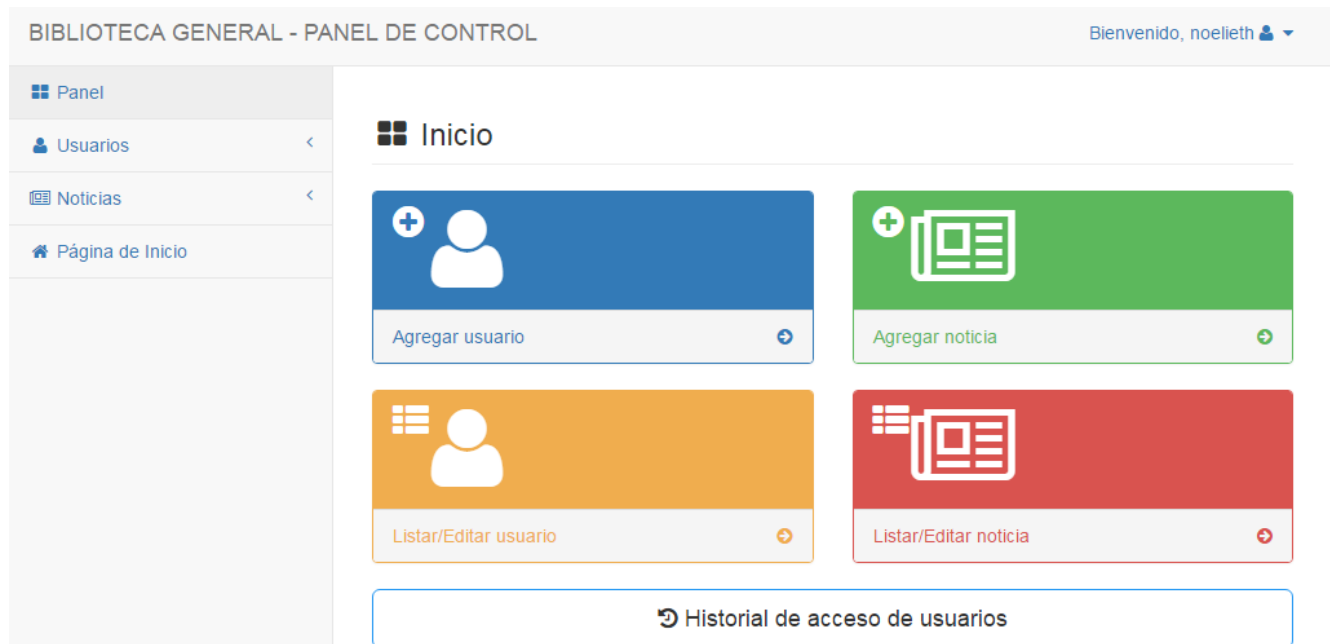 BIBLIOTECA GENERAL - PANEL DE CONTROL
Bienvenido, noelieth
Panel
Usuarios
Noticias
Página de Inicio
Inicio
Agregar usuario
Agregar noticia
Listar/Editar usuario
Listar/Editar noticia
Historial de acceso de usuarios